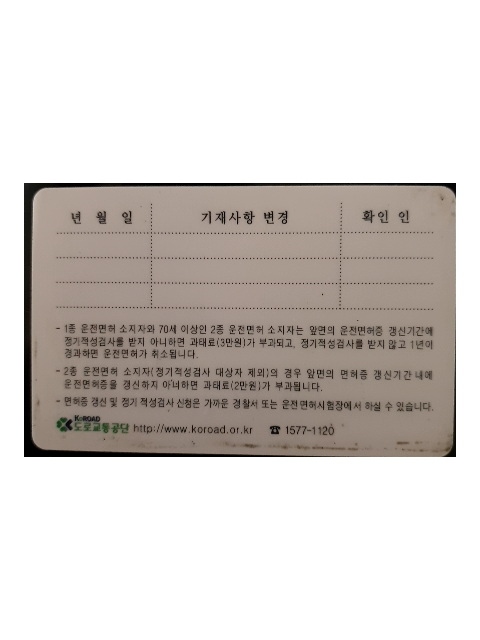 년 월 일 기재사항 변경 확인 인
- 1종 운전면허 소지자와 70세 이상인 2종 운전면허 소지자는 앞면의 운전면허증 갱신기간에
정기적성검사를 받지 아니하면 과태료(3만원)가 부과되고, 정기적성검사를 받지 않고 1년이
경과하면 운전면허가 취소됩니다.
- 2종 운전면허 소지자(정기적성검사 대상자 제외)의 경우 앞면의 면허증 갱신기간 내에
운전면허증을 갱신하지 아니하면 과태료(2만원)가 부과됩니다.
- 면허증 갱신 및 정기 적성검사 신청은 가까운 경찰서 또는 운전면허시험장에서 하실 수 있습니다.
KOROAD
도로교통공단 http://www.koroad.or.kr ☎ 1577-1120